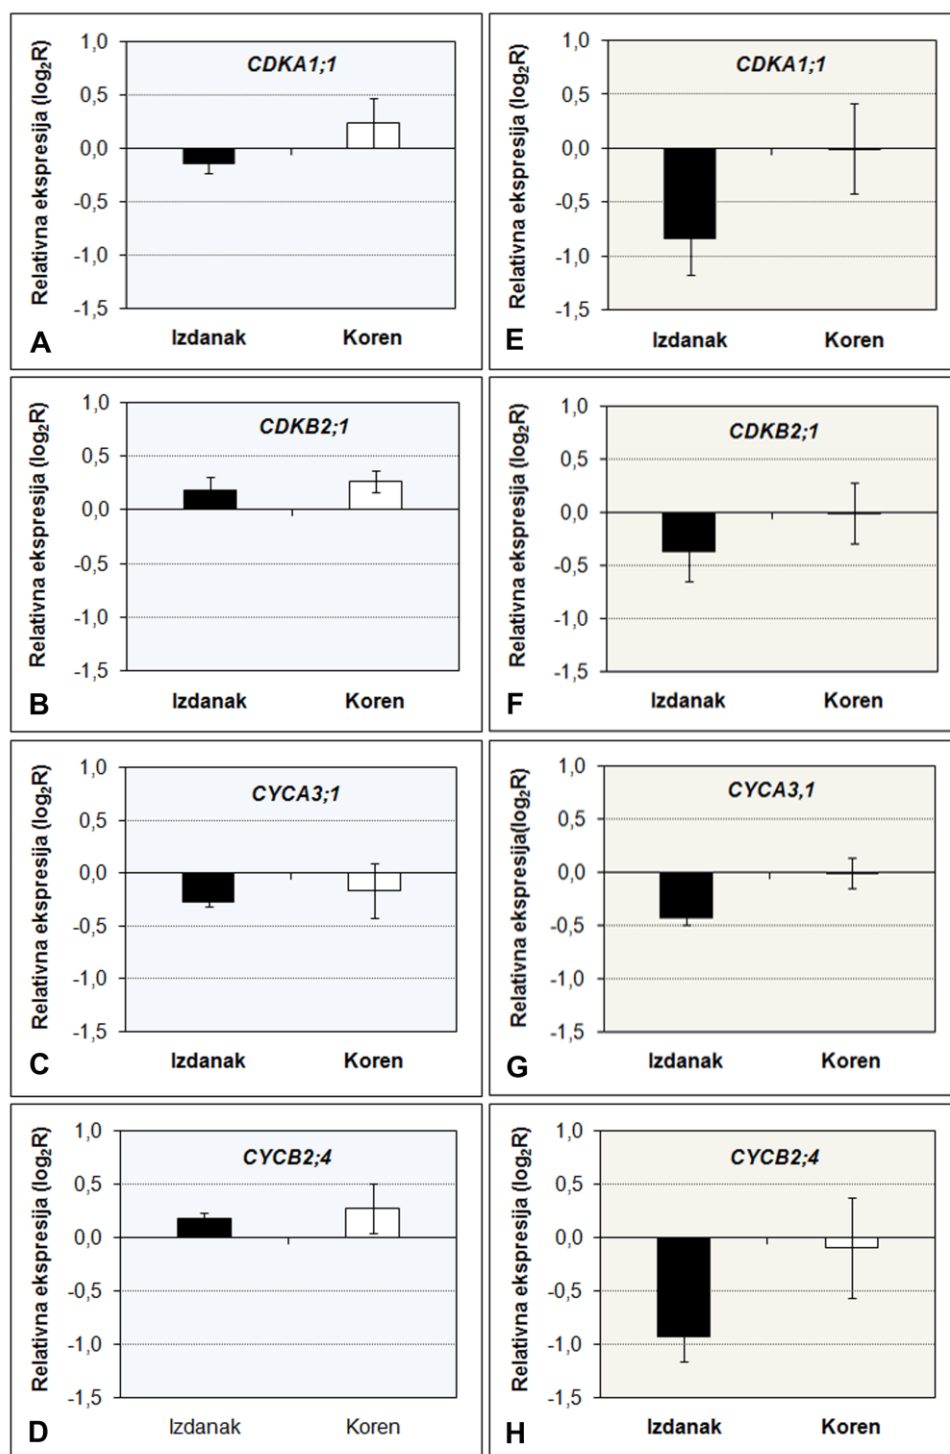 Relativna ekspresija (log₂R)
1,0
CDKA1;1
0,5
0,0
-0,5
-1,0
-1,5
Izdanak Koren
A
Relativna ekspresija (log₂R)
1,0
CDKA1;1
0,5
0,0
-0,5
-1,0
-1,5
Izdanak Koren
E
Relativna ekspresija (log₂R)
1,0
CDKB2;1
0,5
0,0
-0,5
-1,0
-1,5
Izdanak Koren
B
Relativna ekspresija (log₂R)
1,0
CDKB2;1
0,5
0,0
-0,5
-1,0
-1,5
Izdanak Koren
F
Relativna ekspresija (log₂R)
1,0
CYCA3;1
0,5
0,0
-0,5
-1,0
-1,5
Izdanak Koren
C
Relativna ekspresija(log₂R)
1,0
CYCA3,1
0,5
0,0
-0,5
-1,0
-1,5
Izdanak Koren
G
Relativna ekspresija (log₂R)
1,0
CYCB2;4
0,5
0,0
-0,5
-1,0
-1,5
Izdanak Koren
D
Relativna ekspresija (log₂R)
1,0
CYCB2;4
0,5
0,0
-0,5
-1,0
-1,5
Izdanak Koren
H